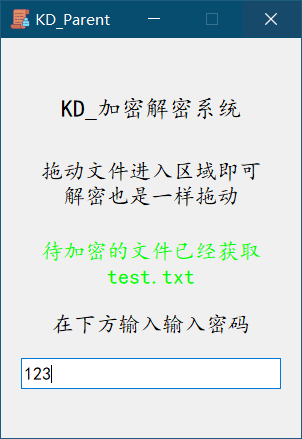 KD_Parent
KD_加密解密系统
拖动文件进入区域即可
解密也是一样拖动
待加密的文件已经获取
test.txt
在下方输入输入密码
123